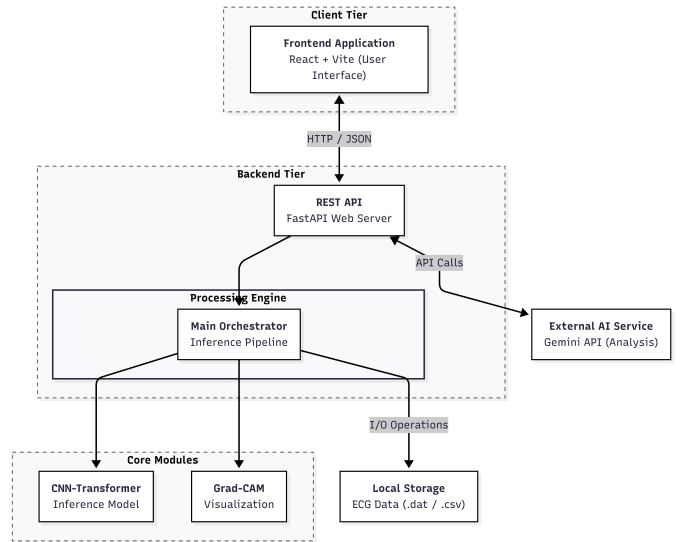 Client Tier
Frontend Application
React + Vite (User
Interface)
HTTP / JSON
Backend Tier
REST API
FastAPI Web Server
API Calls
Processing Engine
Main Orchestrator
Inference Pipeline
External AI Service
Gemini API (Analysis)
I/O Operations
Core Modules
CNN-Transformer
Inference Model
Grad-CAM
Visualization
Local Storage
ECG Data (.dat / .csv)